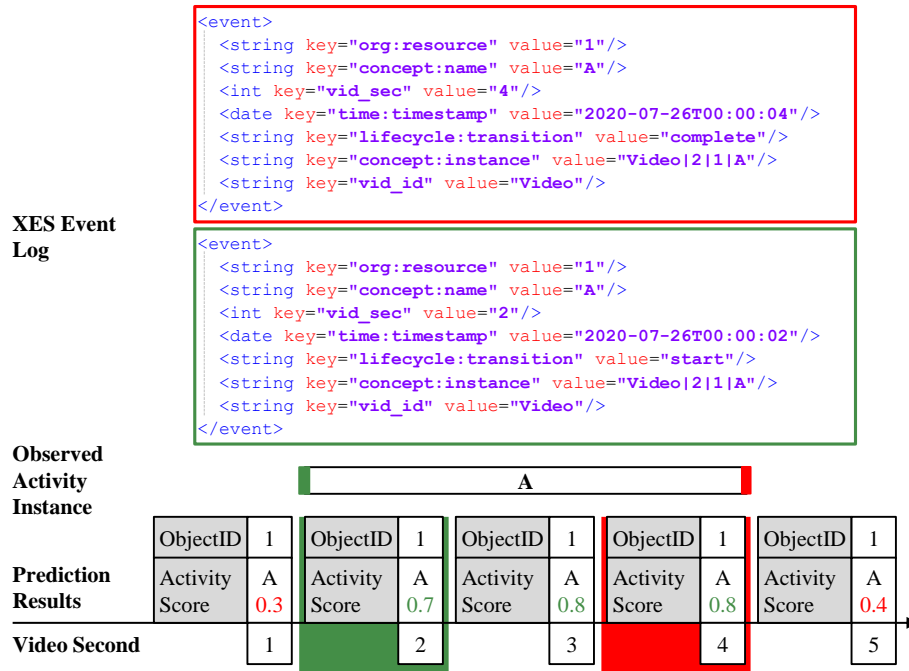 <event>
<string key="org:resource" value="1"/>
<string key="concept:name" value="A"/>
<int key="vid_sec" value="4"/>
<date key="time:timestamp" value="2020-07-26T00:00:04"/>
<string key="lifecycle:transition" value="complete"/>
<string key="concept:instance" value="Video|2|1|A"/>
<string key="vid_id" value="Video"/>
</event>
XES Event
Log
<event>
<string key="org:resource" value="1"/>
<string key="concept:name" value="A"/>
<int key="vid_sec" value="2"/>
<date key="time:timestamp" value="2020-07-26T00:00:02"/>
<string key="lifecycle:transition" value="start"/>
<string key="concept:instance" value="Video|2|1|A"/>
<string key="vid_id" value="Video"/>
</event>
Observed
Activity
Instance
A
ObjectID 1 ObjectID 1 ObjectID 1 ObjectID 1 ObjectID 1
Prediction
Results
Activity A Activity A Activity A Activity A Activity A
Score 0.3 Score 0.7 Score 0.8 Score 0.8 Score 0.4
Video Second 1 2 3 4 5